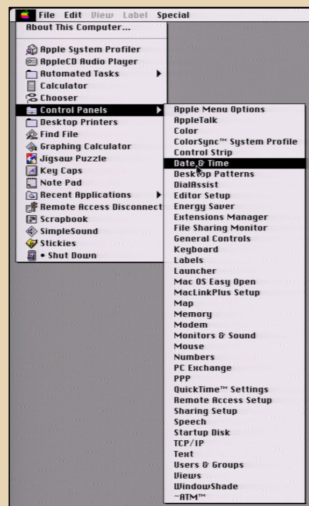 File Edit View Label Special
About This Computer...
Apple System Profiler
AppleCD Audio Player
Automated Tasks
Calculator
Chooser
Control Panels
Desktop Printers
Find File
Graphing Calculator
Jigsaw Puzzle
Key Caps
Note Pad
Recent Applications
Remote Access Disconnect
Scrapbook
SimpleSound
Stickies
• Shut Down
Apple Menu Options
AppleTalk
Color
ColorSync™ System Profile
Control Strip
Date & Time
Desktop Patterns
DialAssist
Editor Setup
Energy Saver
Extensions Manager
File Sharing Monitor
General Controls
Keyboard
Labels
Launcher
Mac OS Easy Open
MacLinkPlus Setup
Map
Memory
Modem
Monitors & Sound
Mouse
Numbers
PC Exchange
PPP
QuickTime™ Settings
Remote Access Setup
Sharing Setup
Speech
Startup Disk
TCP/IP
Text
Users & Groups
Views
WindowShade
~ATM™